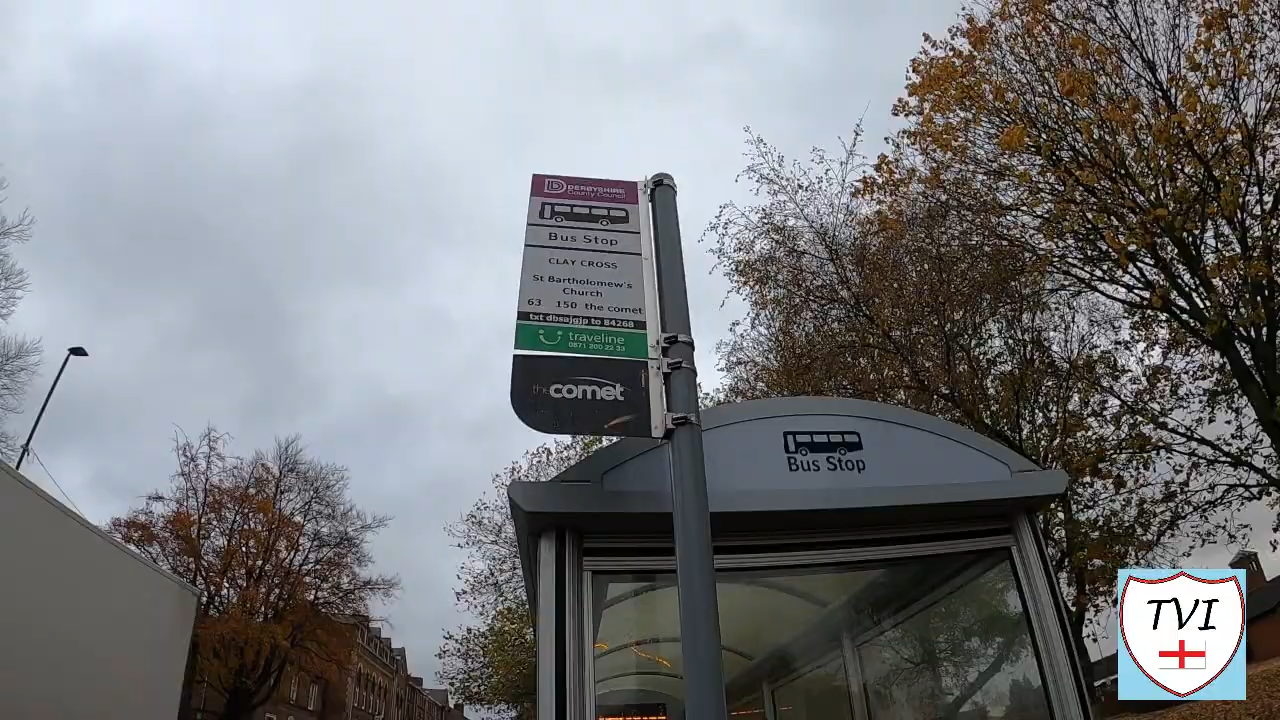 DERBYSHIRE
County Council
Bus Stop
CLAY CROSS
St Bartholomew's
Church
63 150 the comet
txt dbsajgjp to 84268
traveline
0871 200 22 33
the comet
Bus Stop
TVI